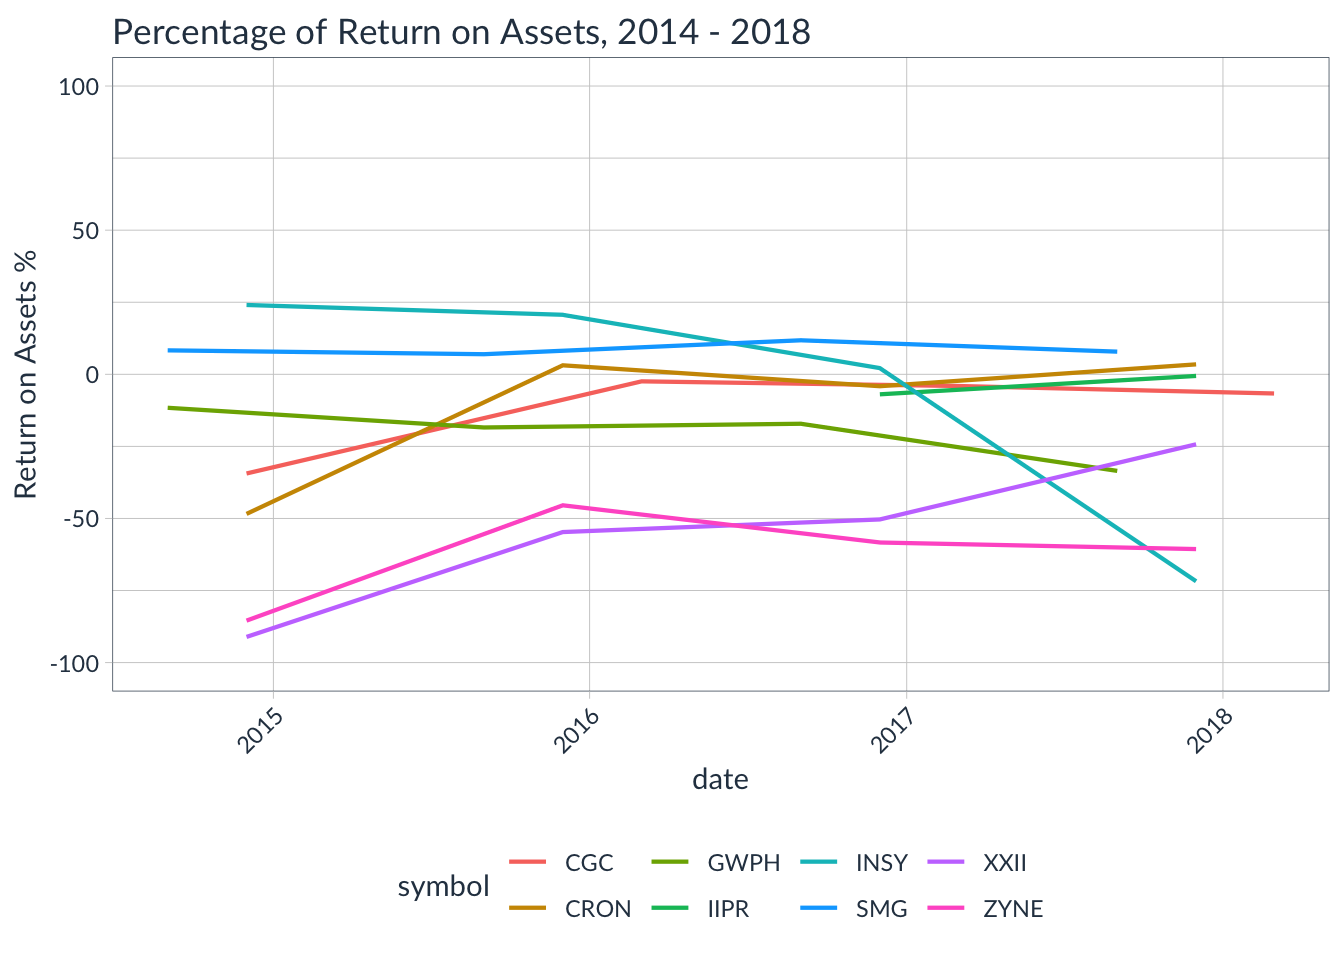 Percentage of Return on Assets, 2014 - 2018
Return on Assets %
100
50
0
-50
-100
2015 2016 2017 2018
date
symbol
CGC GWPH INSY XXII
CRON IIPR SMG ZYNE